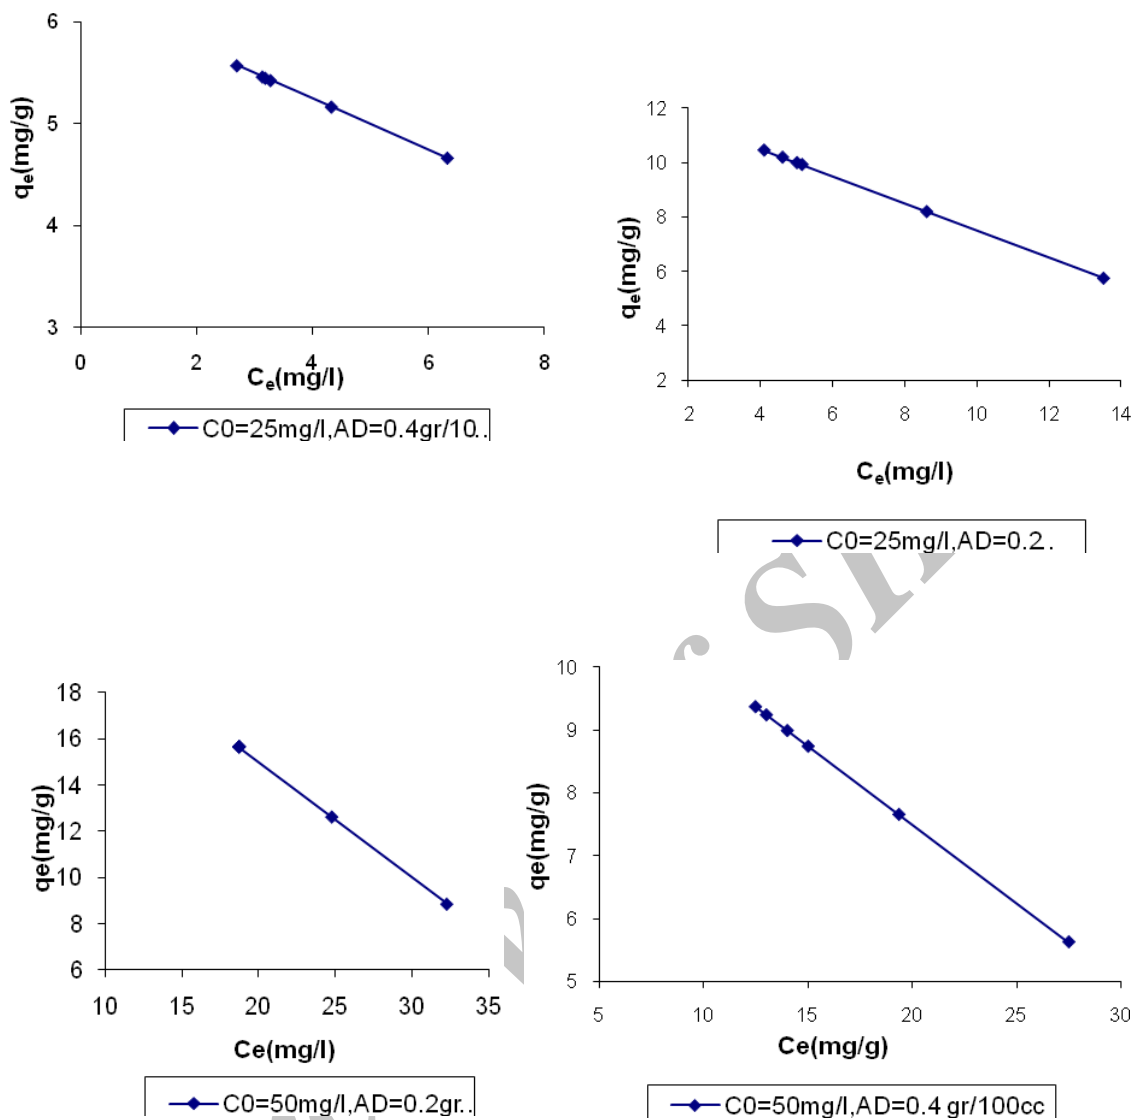 6
5
4
3
qe(mg/g)
0 2 4 6 8
Ce(mg/l)
C0=25mg/l,AD=0.4gr/10..
12
10
8
6
4
2
qe(mg/g)
2 4 6 8 10 12 14
Ce(mg/l)
C0=25mg/l,AD=0.2..
18
16
14
12
10
8
6
qe(mg/g)
10 15 20 25 30 35
Ce(mg/l)
C0=50mg/l,AD=0.2gr..
10
9
8
7
6
5
qe(mg/g)
5 10 15 20 25 30
Ce(mg/g)
C0=50mg/l,AD=0.4 gr/100cc